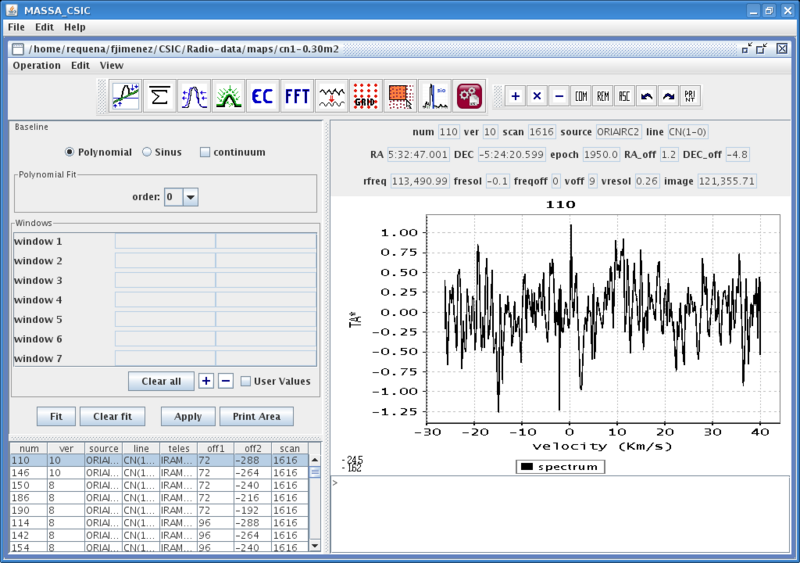 MASSA_CSIC
File Edit Help
/home/requena/fjimenez/CSIC/Radio-data/maps/cn1-0.30m2
Operation Edit View
Σ EC FFT GRID
+ × − COM REM ASC PRI NT
Baseline
Polynomial Sinus continuum
Polynomial Fit
order: 0
Windows
window 1
window 2
window 3
window 4
window 5
window 6
window 7
Clear all + − User Values
Fit Clear fit Apply Print Area
num ver source line teles off1 off2 scan
110 10 ORIAI... CN(1... IRAM... 72 -288 1616
146 10 ORIAI... CN(1... IRAM... 72 -264 1616
150 8 ORIAI... CN(1... IRAM... 72 -240 1616
186 8 ORIAI... CN(1... IRAM... 72 -216 1616
190 8 ORIAI... CN(1... IRAM... 72 -192 1616
114 8 ORIAI... CN(1... IRAM... 96 -288 1616
142 8 ORIAI... CN(1... IRAM... 96 -264 1616
154 8 ORIAI... CN(1... IRAM... 96 -240 1616
num 110 ver 10 scan 1616 source ORIAIRC2 line CN(1-0)
RA 5:32:47.001 DEC -5:24:20.599 epoch 1950.0 RA_off 1.2 DEC_off -4.8
rfreq 113,490.99 fresol -0.1 freqoff 0 voff 9 vresol 0.26 image 121,355.71
110
TA*
1.00
0.75
0.50
0.25
0.00
-0.25
-0.50
-0.75
-1.00
-1.25
-30 -20 -10 0 10 20 30 40
velocity (Km/s)
spectrum
>